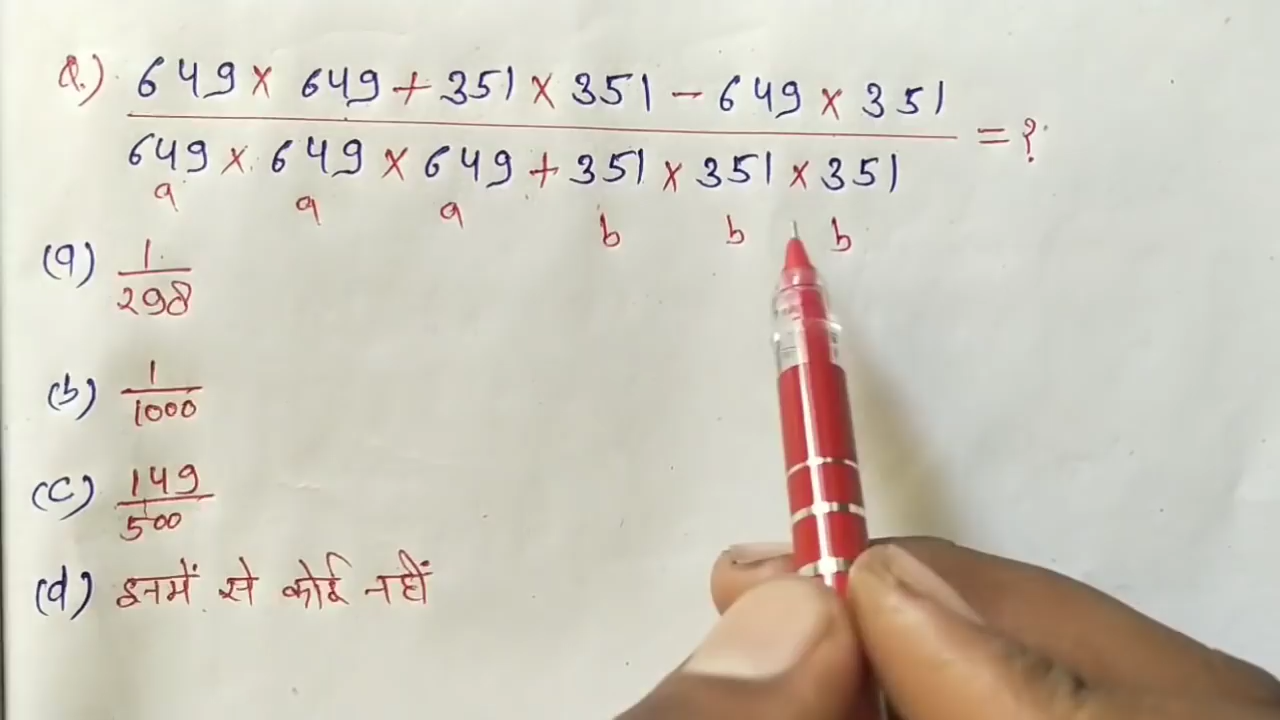 Q.) 649 × 649 + 351 × 351 - 649 × 351
649 × 649 × 649 + 351 × 351 × 351 = ?
a a a b b b
(a) 1
298
(b) 1
1000
(c) 149
500
(d) इनमें से कोई नहीं